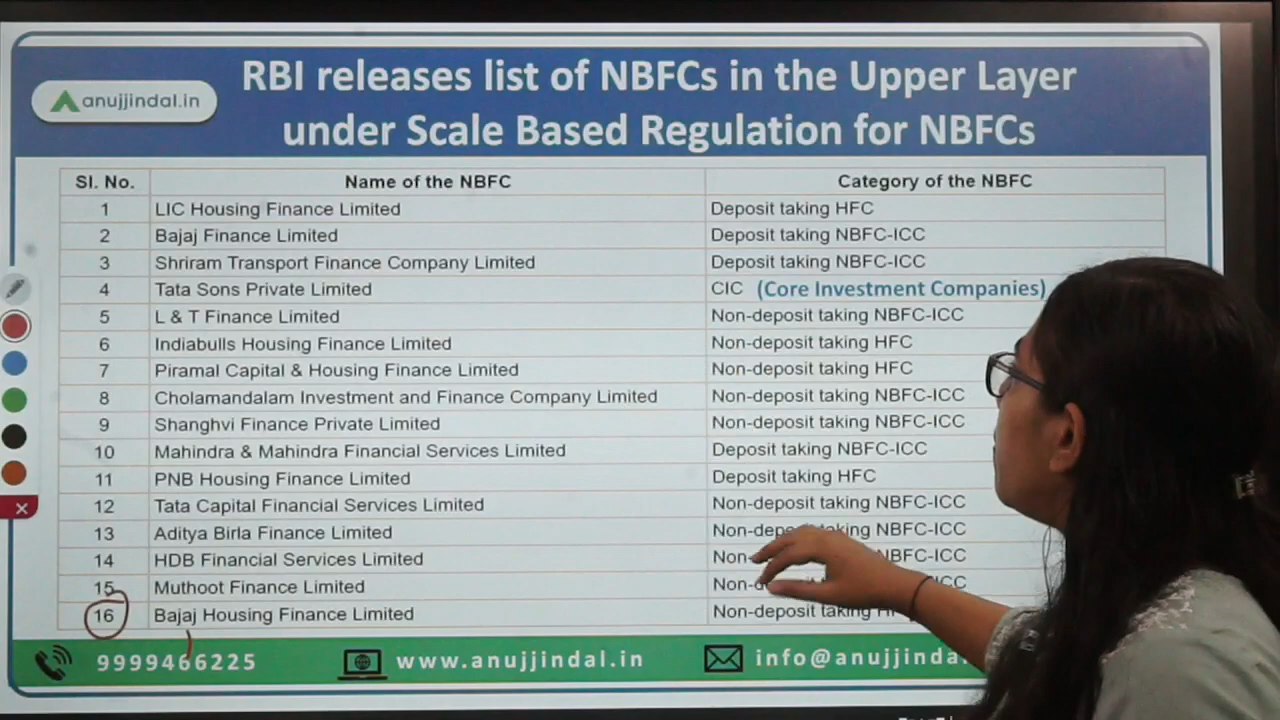 RBI releases list of NBFCs in the Upper Layer
anujjindal.in
under Scale Based Regulation for NBFCs
Sl. No. Name of the NBFC Category of the NBFC
1 LIC Housing Finance Limited Deposit taking HFC
2 Bajaj Finance Limited Deposit taking NBFC-ICC
3 Shriram Transport Finance Company Limited Deposit taking NBFC-ICC
4 Tata Sons Private Limited CIC (Core Investment Companies)
5 L & T Finance Limited Non-deposit taking NBFC-ICC
6 Indiabulls Housing Finance Limited Non-deposit taking HFC
7 Piramal Capital & Housing Finance Limited Non-deposit taking HFC
8 Cholamandalam Investment and Finance Company Limited Non-deposit taking NBFC-ICC
9 Shanghvi Finance Private Limited Non-deposit taking NBFC-ICC
10 Mahindra & Mahindra Financial Services Limited Deposit taking NBFC-ICC
11 PNB Housing Finance Limited Deposit taking HFC
12 Tata Capital Financial Services Limited Non-deposit taking NBFC-ICC
13 Aditya Birla Finance Limited Non-deposit taking NBFC-ICC
14 HDB Financial Services Limited Non- NBFC-ICC
15 Muthoot Finance Limited
16 Bajaj Housing Finance Limited Non-deposit taking
9999466225 www.anujjindal.in info@anujjinda